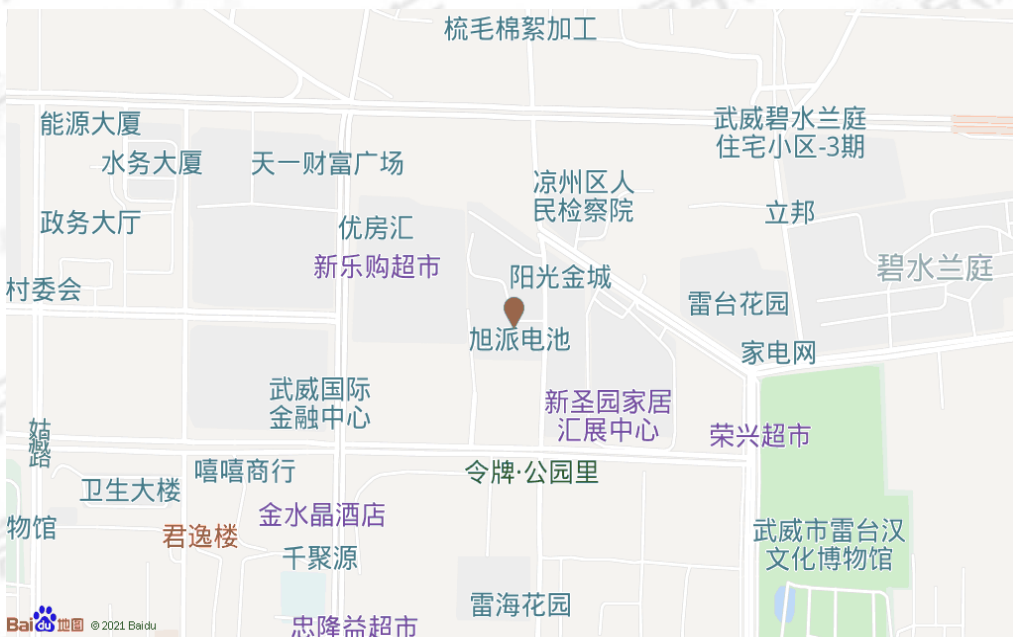 梳毛棉絮加工
能源大厦
武威碧水兰庭
住宅小区-3期
水务大厦
天一财富广场
凉州区人
民检察院
政务大厅
优房汇
立邦
新乐购超市
阳光金城
碧水兰庭
村委会
雷台花园
旭派电池
家电网
武威国际
金融中心
新圣园家居
汇展中心
姑臧路
荣兴超市
嘻嘻商行
令牌·公园里
卫生大楼
金水晶酒店
物馆
君逸楼
武威市雷台汉
文化博物馆
千聚源
雷海花园
忠隆益超市
Bai du 地图 © 2021 Baidu